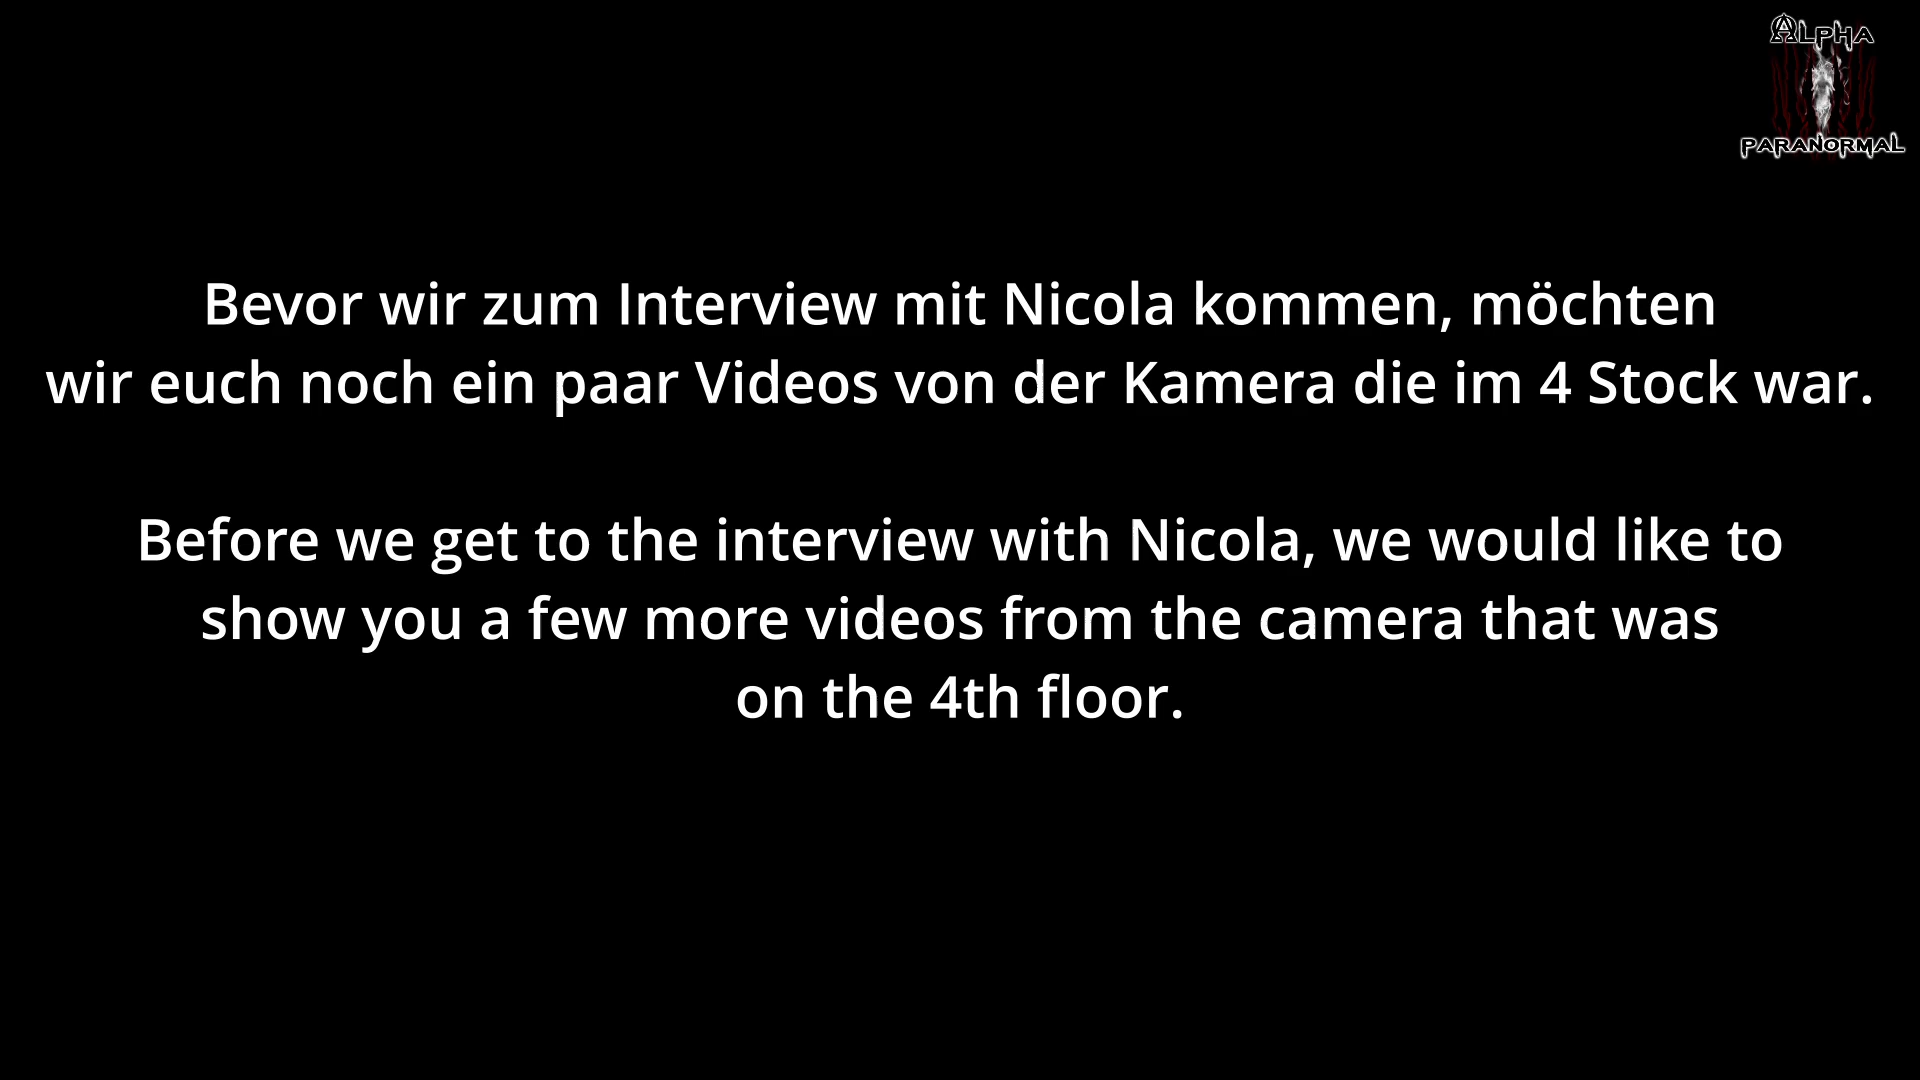 Alpha
Paranormal
Bevor wir zum Interview mit Nicola kommen, möchten
wir euch noch ein paar Videos von der Kamera die im 4 Stock war.
Before we get to the interview with Nicola, we would like to
show you a few more videos from the camera that was
on the 4th floor.